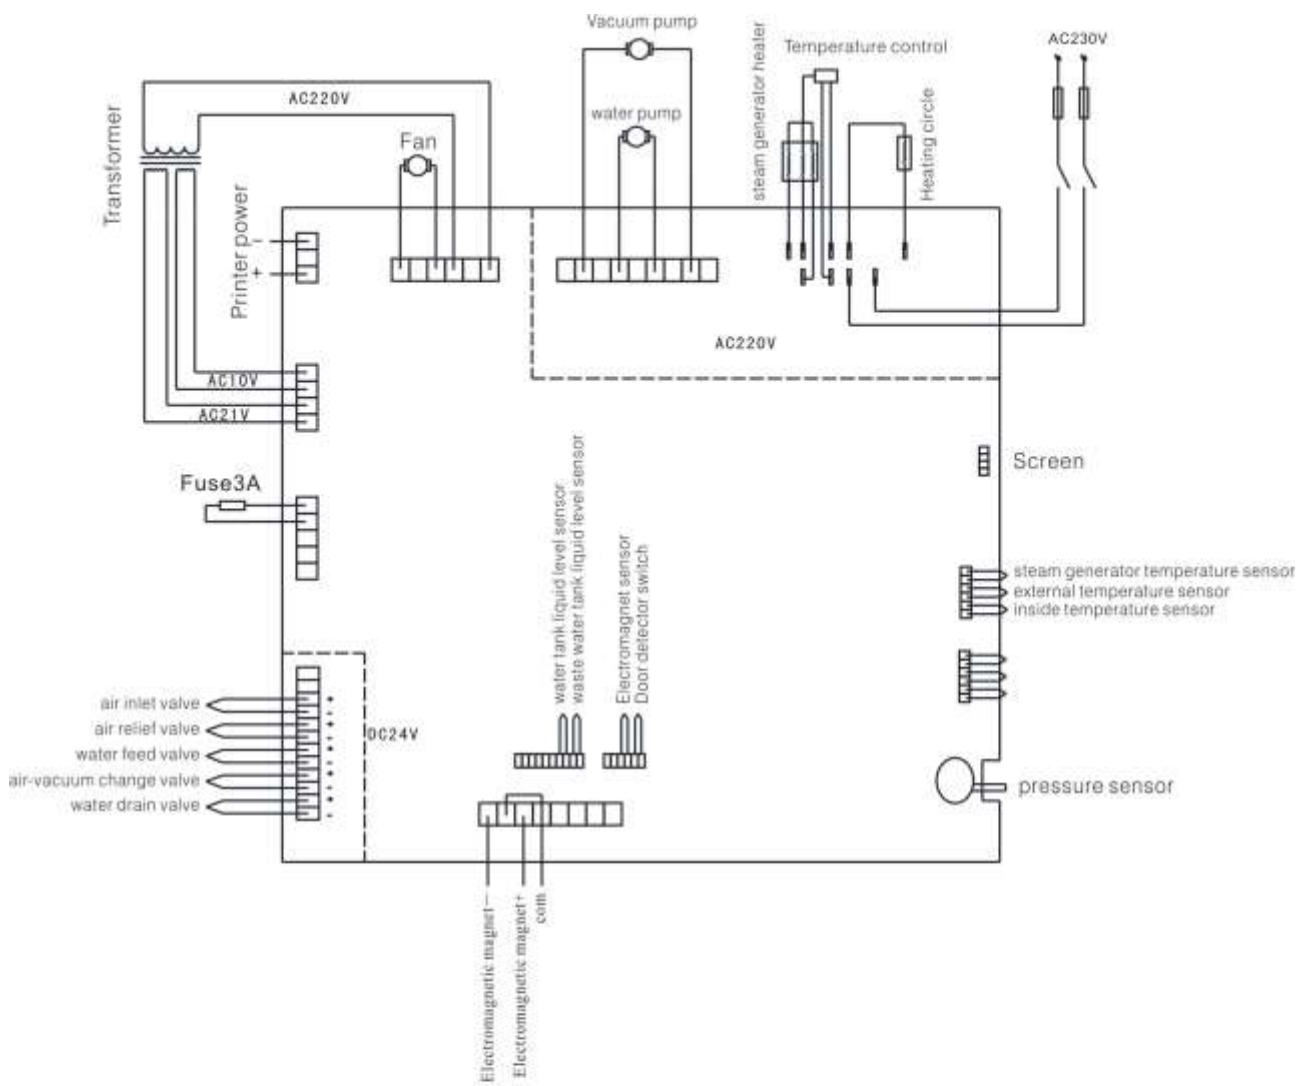 Vacuum pump
AC230V
Temperature control
steam generator heater
Heating circle
AC220V
Transformer
water pump
Fan
Printer power
-
+
AC220V
AC10V
AC21V
Screen
Fuse3A
water tank liquid level sensor
waste water tank liquid level sensor
Electromagnet sensor
Door detector switch
steam generator temperature sensor
external temperature sensor
inside temperature sensor
air inlet valve
+
-
air relief valve
+
-
DC24V
water feed valve
+
-
air-vacuum change valve
+
-
water drain valve
+
-
pressure sensor
Electromagnetic magnet—
Electromagnetic magnet+
com